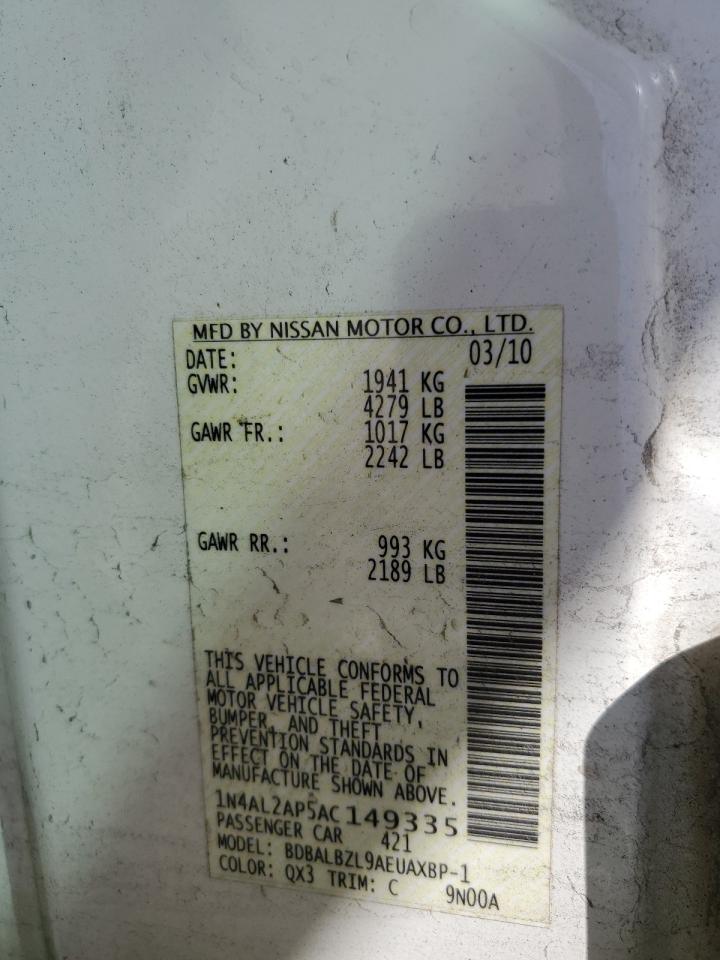 MFD BY NISSAN MOTOR CO., LTD.
DATE: 03/10
GVWR: 1941 KG
4279 LB
GAWR FR.: 1017 KG
2242 LB
GAWR RR.: 993 KG
2189 LB
THIS VEHICLE CONFORMS TO
ALL APPLICABLE FEDERAL
MOTOR VEHICLE SAFETY,
BUMPER, AND THEFT
PREVENTION STANDARDS IN
EFFECT ON THE DATE OF
MANUFACTURE SHOWN ABOVE.
1N4AL2AP5AC149335
PASSENGER CAR 421
MODEL: BDBALBZL9AEUAXBP-1
COLOR: QX3 TRIM: C 9N00A